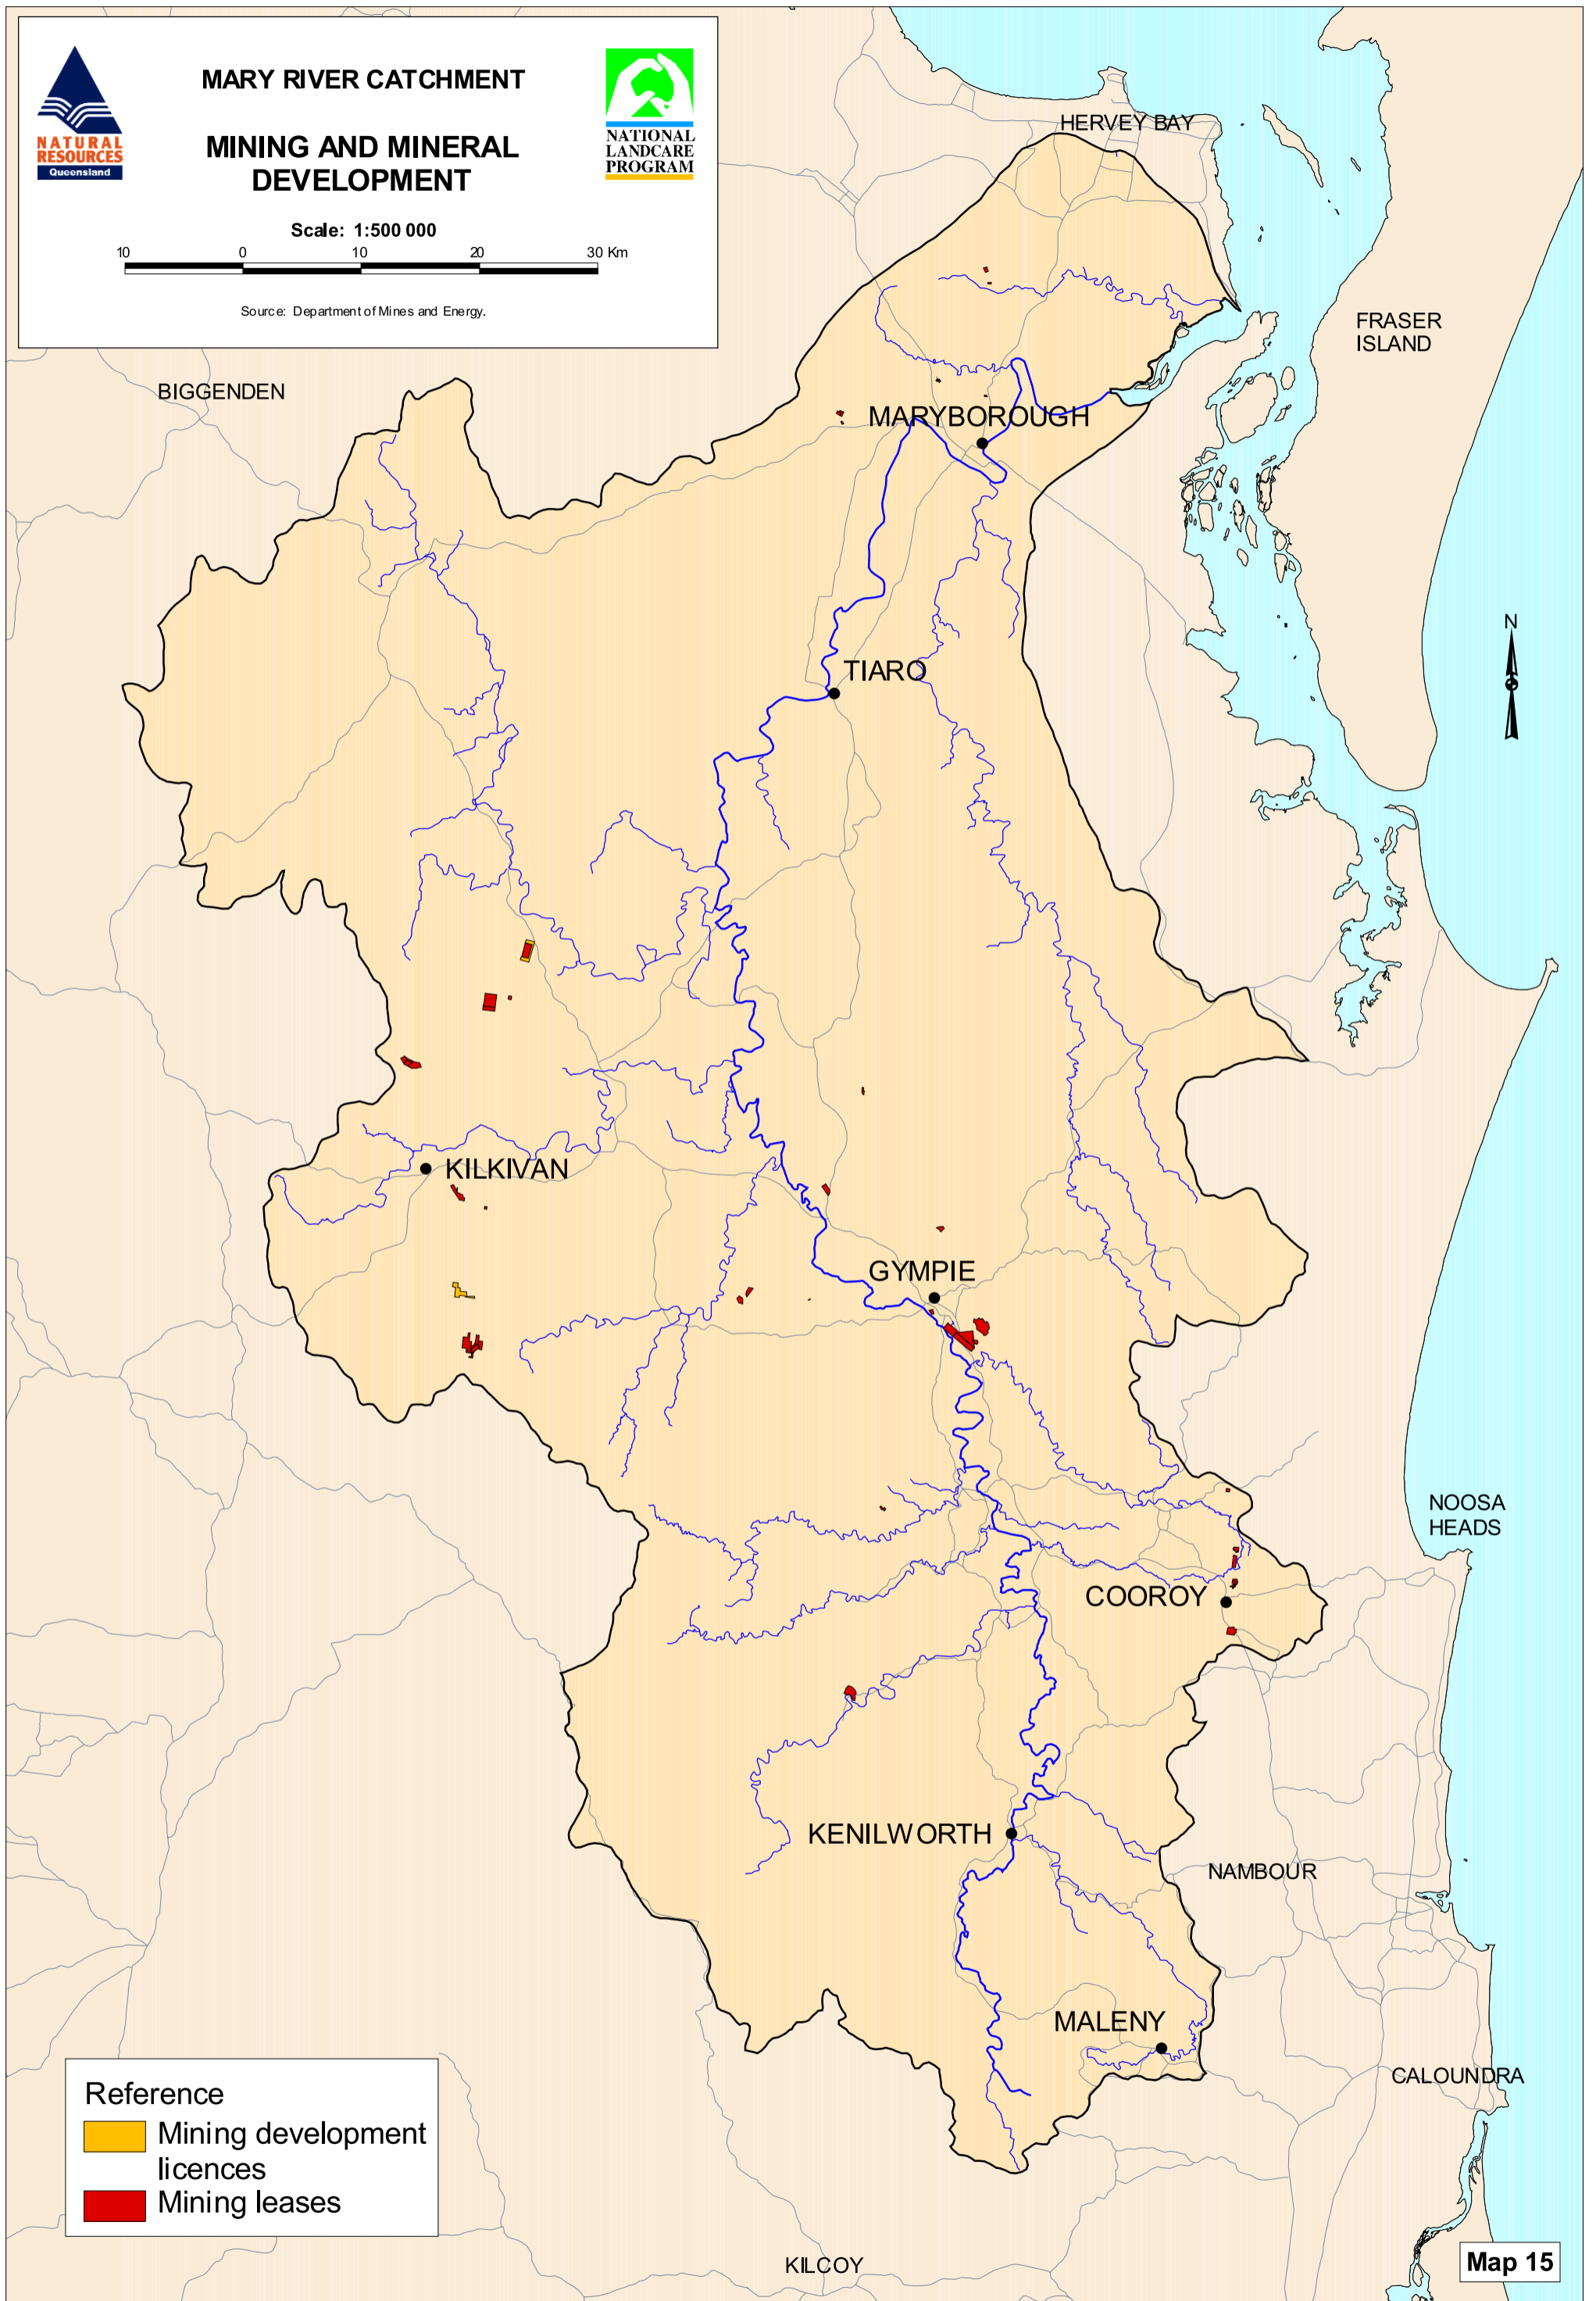 MARY RIVER CATCHMENT
MINING AND MINERAL
DEVELOPMENT
Scale: 1:500 000
10 0 10 20 30 Km
Source: Department of Mines and Energy.
NATURAL
RESOURCES
Queensland
NATIONAL
LANDCARE
PROGRAM
HERVEY BAY
FRASER
ISLAND
BIGGENDEN
MARYBOROUGH
N
TIARO
KILKIVAN
GYMPIE
NOOSA
HEADS
COOROY
KENILWORTH
NAMBOUR
MALENY
CALOUNDRA
Reference
Mining development
licences
Mining leases
KILCOY
Map 15